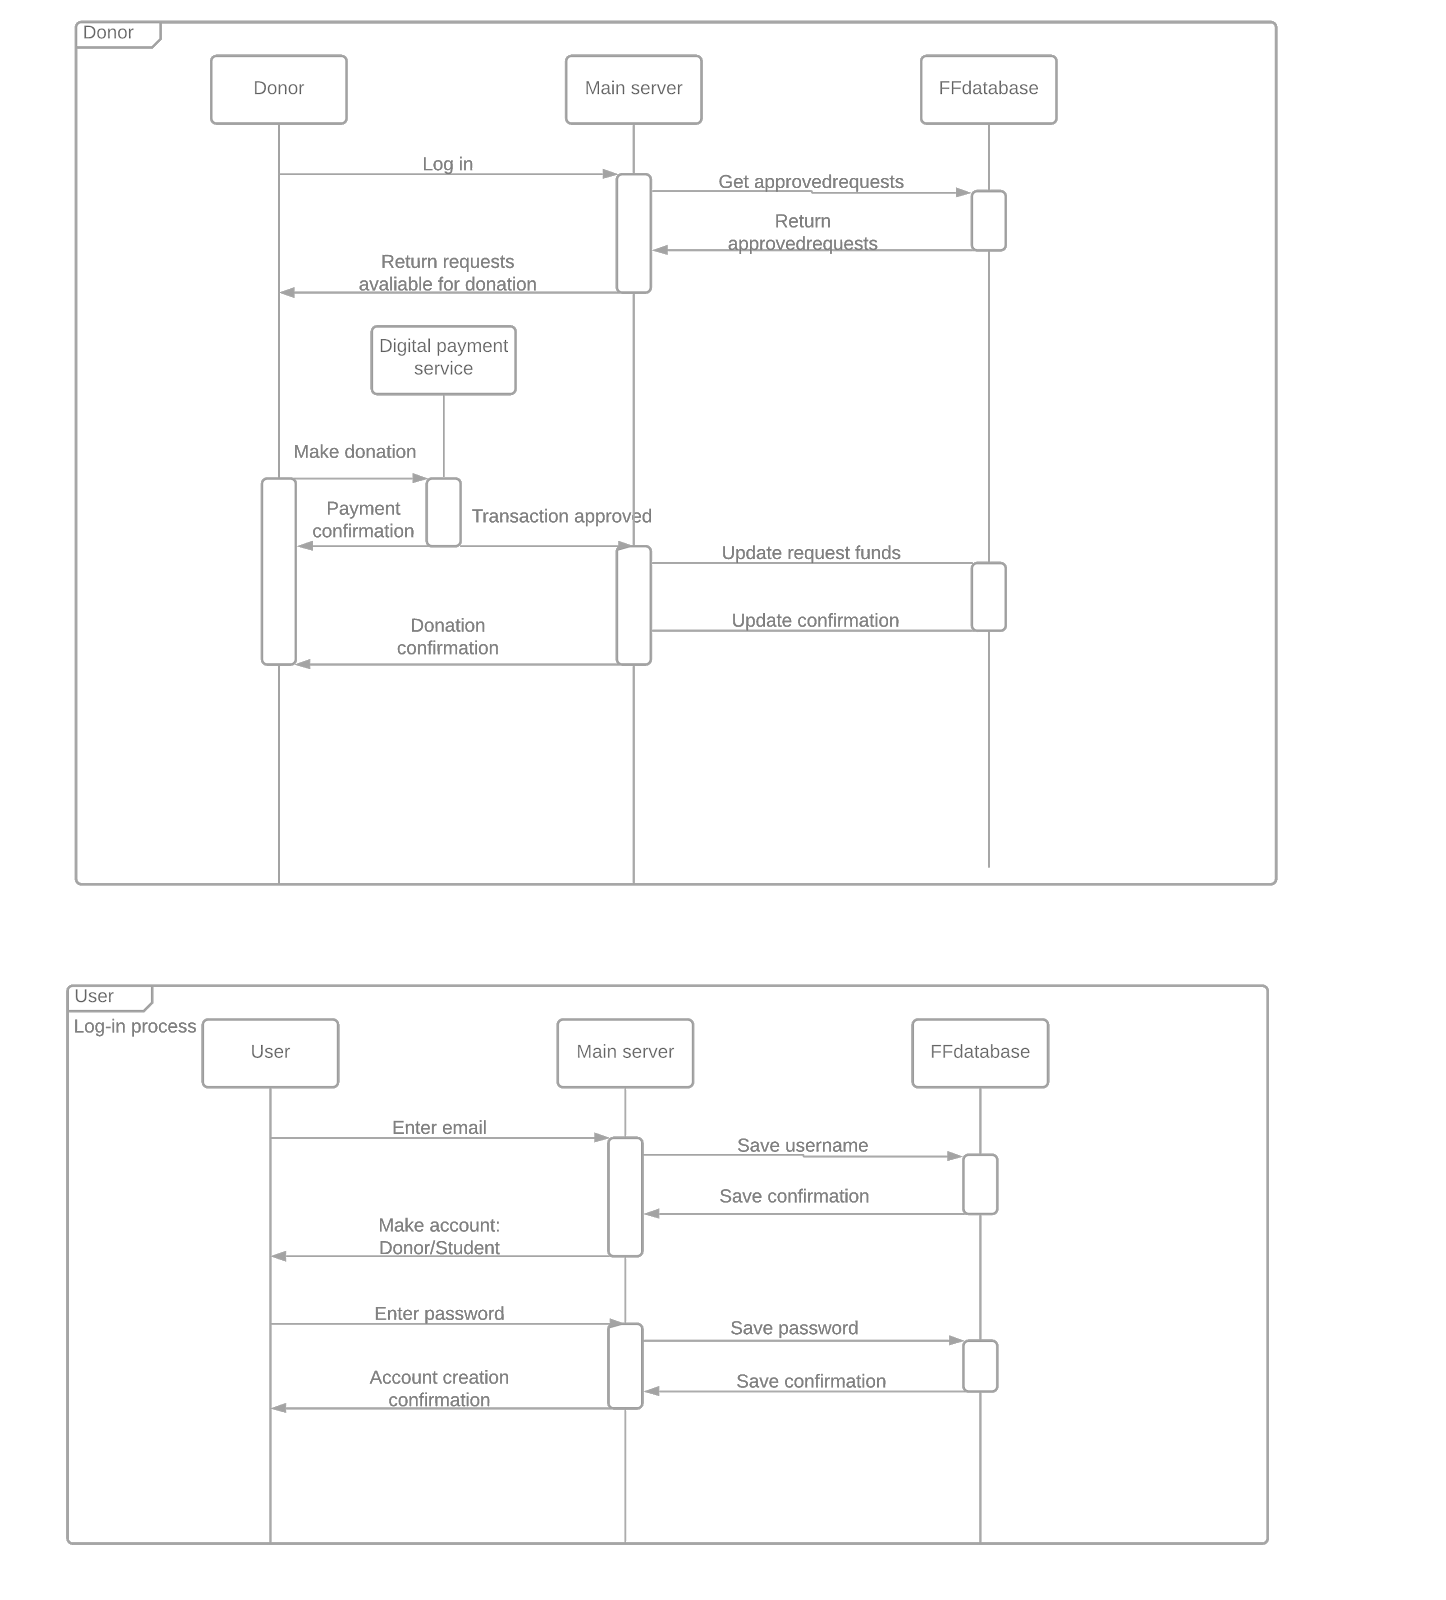 Donor
Donor
Main server
FFdatabase
Log in
Get approvedrequests
Return
approvedrequests
Return requests
avaliable for donation
Digital payment
service
Make donation
Payment
confirmation
Transaction approved
Update request funds
Update confirmation
Donation
confirmation
User
Log-in process
User
Main server
FFdatabase
Enter email
Save username
Save confirmation
Make account:
Donor/Student
Enter password
Save password
Account creation
confirmation
Save confirmation